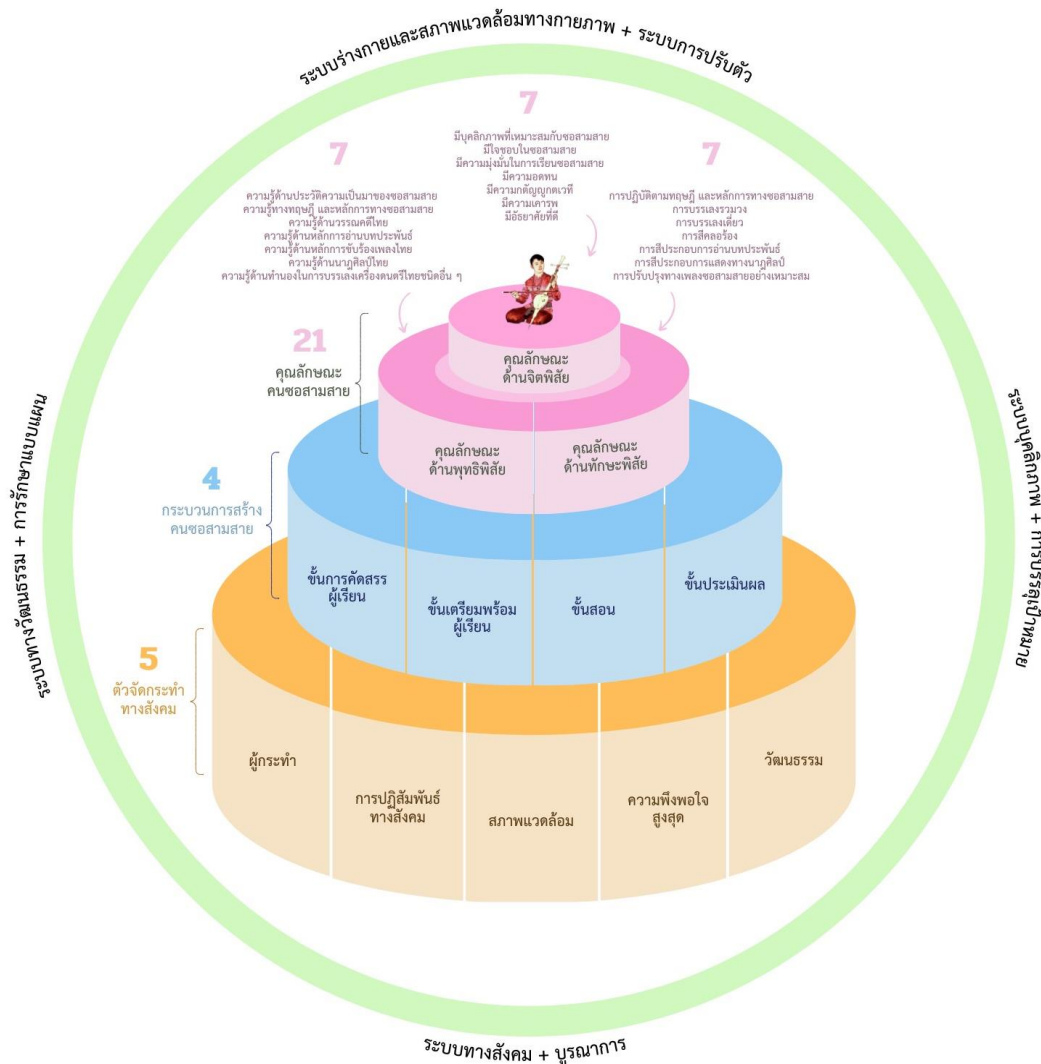 ระบบร่างกายและสภาพแวดล้อมทางกายภาพ + ระบบการปรับตัว
7
มีบุคลิกภาพที่เหมาะสมกับซอสามสาย
มีใจชอบในซอสามสาย
มีความมุ่งมั่นในการเรียนซอสามสาย
มีความอดทน
มีความกตัญญูกตเวที
มีความเคารพ
มีอัธยาศัยที่ดี
7
ความรู้ด้านประวัติความเป็นมาของซอสามสาย
ความรู้ทางทฤษฎี และหลักการทางซอสามสาย
ความรู้ด้านวรรณคดีไทย
ความรู้ด้านหลักการอ่านบทประพันธ์
ความรู้ด้านหลักการขับร้องเพลงไทย
ความรู้ด้านนาฏศิลป์ไทย
ความรู้ด้านทำนองในการบรรเลงเครื่องดนตรีไทยชนิดอื่น ๆ
7
การปฏิบัติตามทฤษฎี และหลักการทางซอสามสาย
การบรรเลงรวมวง
การบรรเลงเดี่ยว
การสีคลอร้อง
การสีประกอบการอ่านบทประพันธ์
การสีประกอบการแสดงทางนาฏศิลป์
การปรับปรุงทางเพลงซอสามสายอย่างเหมาะสม
21
คุณลักษณะ
คนซอสามสาย
คุณลักษณะ
ด้านจิตพิสัย
คุณลักษณะ
ด้านพุทธิพิสัย
คุณลักษณะ
ด้านทักษะพิสัย
4
กระบวนการสร้าง
คนซอสามสาย
ขั้นการคัดสรร
ผู้เรียน
ขั้นเตรียมพร้อม
ผู้เรียน
ขั้นสอน
ขั้นประเมินผล
5
ตัวจัดกระทำ
ทางสังคม
ผู้กระทำ
การปฏิสัมพันธ์
ทางสังคม
สภาพแวดล้อม
ความพึงพอใจ
สูงสุด
วัฒนธรรม
ระบบทางวัฒนธรรม + การรักษาแบบแผน
ระบบบุคลิกภาพ + การบรรลุเป้าหมาย
ระบบทางสังคม + บูรณาการ